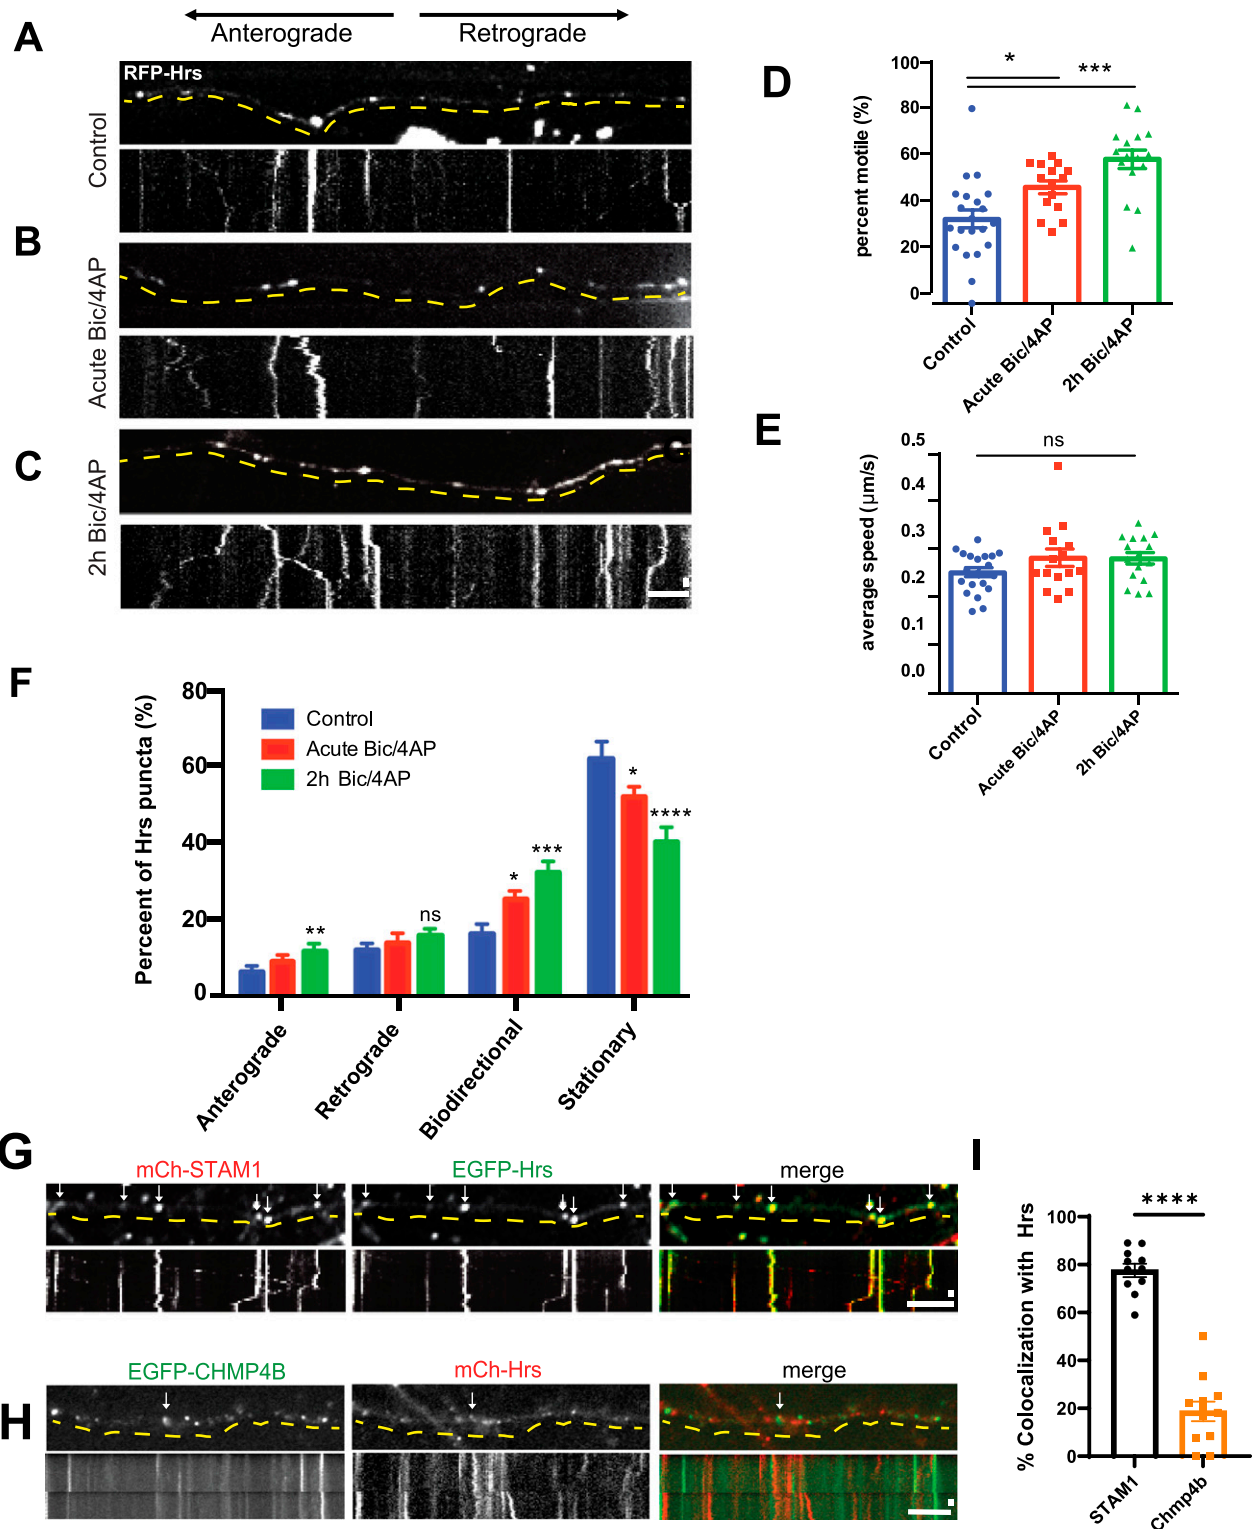 Anterograde
Retrograde
A
RFP-Hrs
Control
B
Acute Bic/4AP
C
2h Bic/4AP
D
percent motile (%)
100
80
60
40
20
0
*
***
Control
Acute Bic/4AP
2h Bic/4AP
E
average speed (μm/s)
0.5
0.4
0.3
0.2
0.1
0.0
ns
Control
Acute Bic/4AP
2h Bic/4AP
F
Perceent of Hrs puncta (%)
80
60
40
20
0
Control
Acute Bic/4AP
2h Bic/4AP
**
ns
*
***
*
****
Anterograde
Retrograde
Biodirectional
Stationary
G
mCh-STAM1
EGFP-Hrs
merge
H
EGFP-CHMP4B
mCh-Hrs
merge
I
% Colocalization with Hrs
100
80
60
40
20
0
****
STAM1
Chmp4b